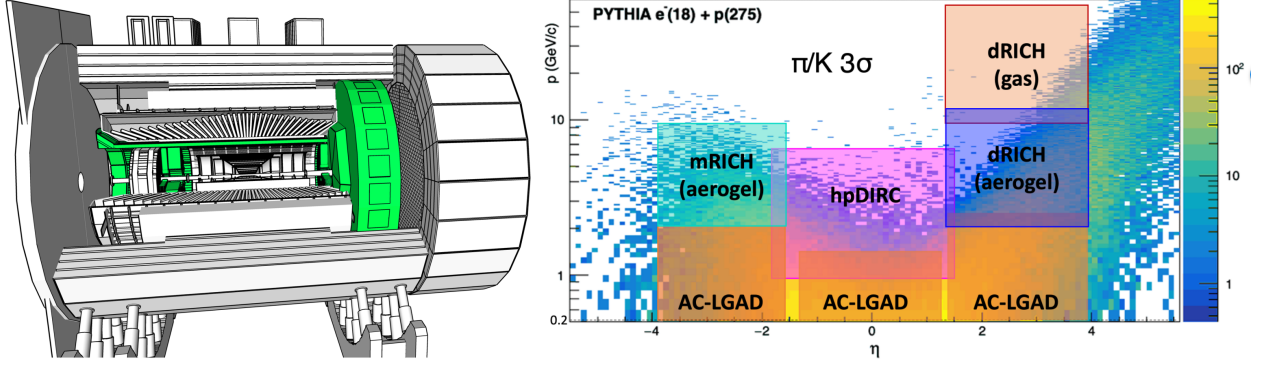 PYTHIA e⁻(18) + p(275)
p (GeV/c)
π/K 3σ
dRICH
(gas)
mRICH
(aerogel)
hpDIRC
dRICH
(aerogel)
AC-LGAD
AC-LGAD
AC-LGAD
10
1
0.2
−4
−2
0
2
4
η
10²
10
1